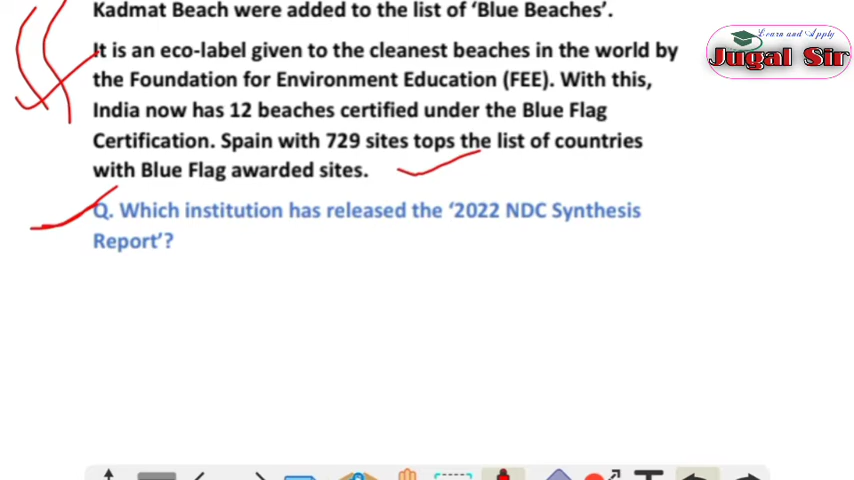 Kadmat Beach were added to the list of ‘Blue Beaches’.
Learn and Apply
Jugal Sir
It is an eco-label given to the cleanest beaches in the world by
the Foundation for Environment Education (FEE). With this,
India now has 12 beaches certified under the Blue Flag
Certification. Spain with 729 sites tops the list of countries
with Blue Flag awarded sites.
Q. Which institution has released the ‘2022 NDC Synthesis
Report’?